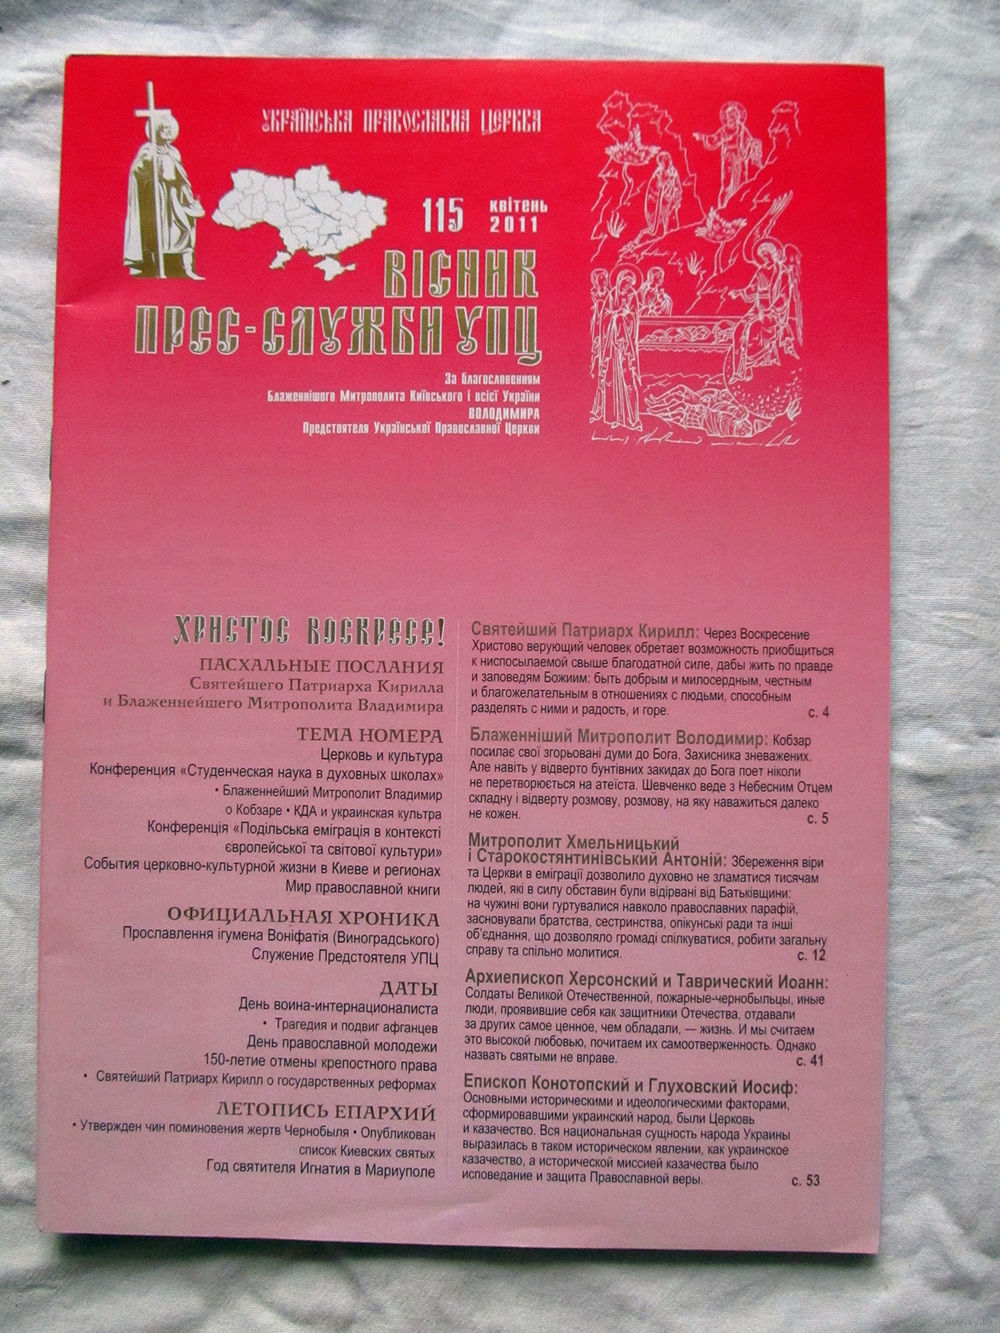 УКРАЇНСЬКА ПРАВОСЛАВНА ЦЕРКВА
115 квітень
2011
ВІСНИК
ПРЕС-СЛУЖБИ УПЦ
За благословенням
Блаженнішого Митрополита Київського і всієї України
ВОЛОДИМИРА
Предстоятеля Української Православної Церкви
ХРИСТОС ВОСКРЕСЕ!
ПАСХАЛЬНЫЕ ПОСЛАНИЯ
Святейшего Патриарха Кирилла
и Блаженнейшего Митрополита Владимира
ТЕМА НОМЕРА
Церковь и культура
Конференция «Студенческая наука в духовных школах»
• Блаженнейший Митрополит Владимир
о Кобзаре • КДА и украинская культра
Конференція «Подільська еміграція в контексті
європейської та світової культури»
События церковно-культурной жизни в Киеве и регионах
Мир православной книги
ОФИЦИАЛЬНАЯ ХРОНИКА
Прославлення ігумена Воніфатія (Виноградського)
Служение Предстоятеля УПЦ
ДАТЫ
День воина-интернационалиста
• Трагедия и подвиг афганцев
День православной молодежи
150-летие отмены крепостного права
• Святейший Патриарх Кирилл о государственных реформах
ЛЕТОПИСЬ ЕПАРХИЙ
• Утвержден чин поминовения жертв Чернобыля • Опубликован
список Киевских святых
Год святителя Игнатия в Мариуполе
Святейший Патриарх Кирилл: Через Воскресение
Христово верующий человек обретает возможность приобщиться
к ниспосылаемой свыше благодатной силе, дабы жить по правде
и заповедям Божиим: быть добрым и милосердным, честным
и благожелательным в отношениях с людьми, способным
разделять с ними и радость, и горе.
с. 4
Блаженніший Митрополит Володимир: Кобзар
посилає свої згорьовані думи до Бога, Захисника зневажених.
Але навіть у відверто бунтівних закидах до Бога поет ніколи
не перетворюється на атеїста. Шевченко веде з Небесним Отцем
складну і відверту розмову, розмову, на яку наважиться далеко
не кожен.
с. 5
Митрополит Хмельницький
і Старокостянтинівський Антоній: Збереження віри
та Церкви в еміграції дозволило духовно не зламатися тисячам
людей, які в силу обставин були відірвані від Батьківщини:
на чужині вони гуртувалися навколо православних парафій,
засновували братства, сестринства, опікунські ради та інші
об'єднання, що дозволяло громаді спілкуватися, робити загальну
справу та спільно молитися.
с. 12
Архиепископ Херсонский и Таврический Иоанн:
Солдаты Великой Отечественной, пожарные-чернобыльцы, иные
люди, проявившие себя как защитники Отечества, отдавали
за других самое ценное, чем обладали, — жизнь. И мы считаем
это высокой любовью, почитаем их самоотверженность. Однако
назвать святыми не вправе.
с. 41
Епископ Конотопский и Глуховский Иосиф:
Основными историческими и идеологическими факторами,
сформировавшими украинский народ, были Церковь
и казачество. Вся национальная сущность народа Украины
выразилась в таком историческом явлении, как украинское
казачество, а исторической миссией казачества было
исповедание и защита Православной веры.
с. 53
www.ay.by